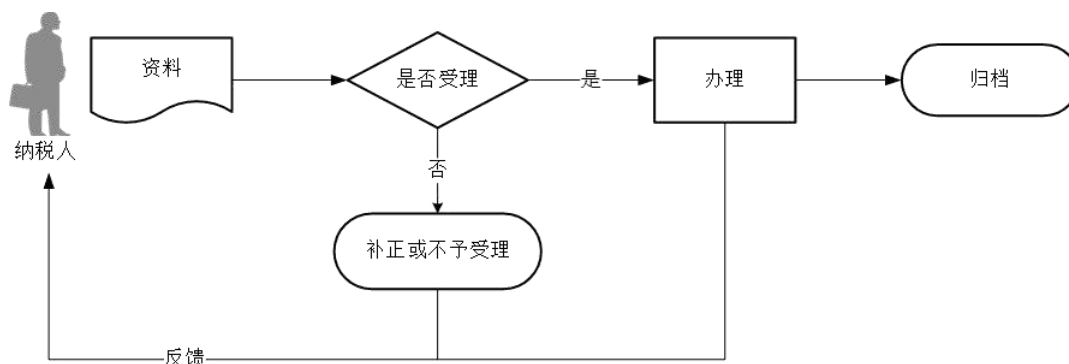 资料
是否受理
是
办理
归档
纳税人
否
补正或不予受理
反馈